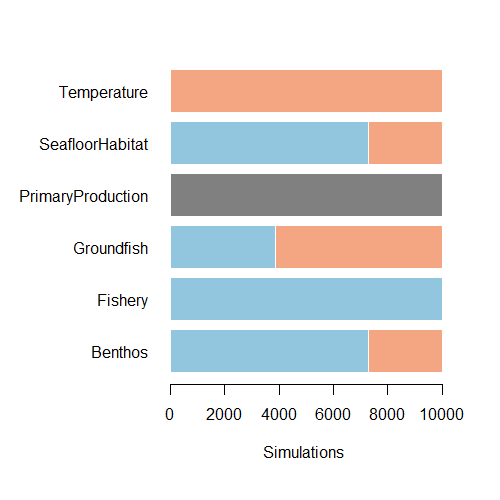 Temperature
SeafloorHabitat
PrimaryProduction
Groundfish
Fishery
Benthos
0 2000 4000 6000 8000 10000
Simulations